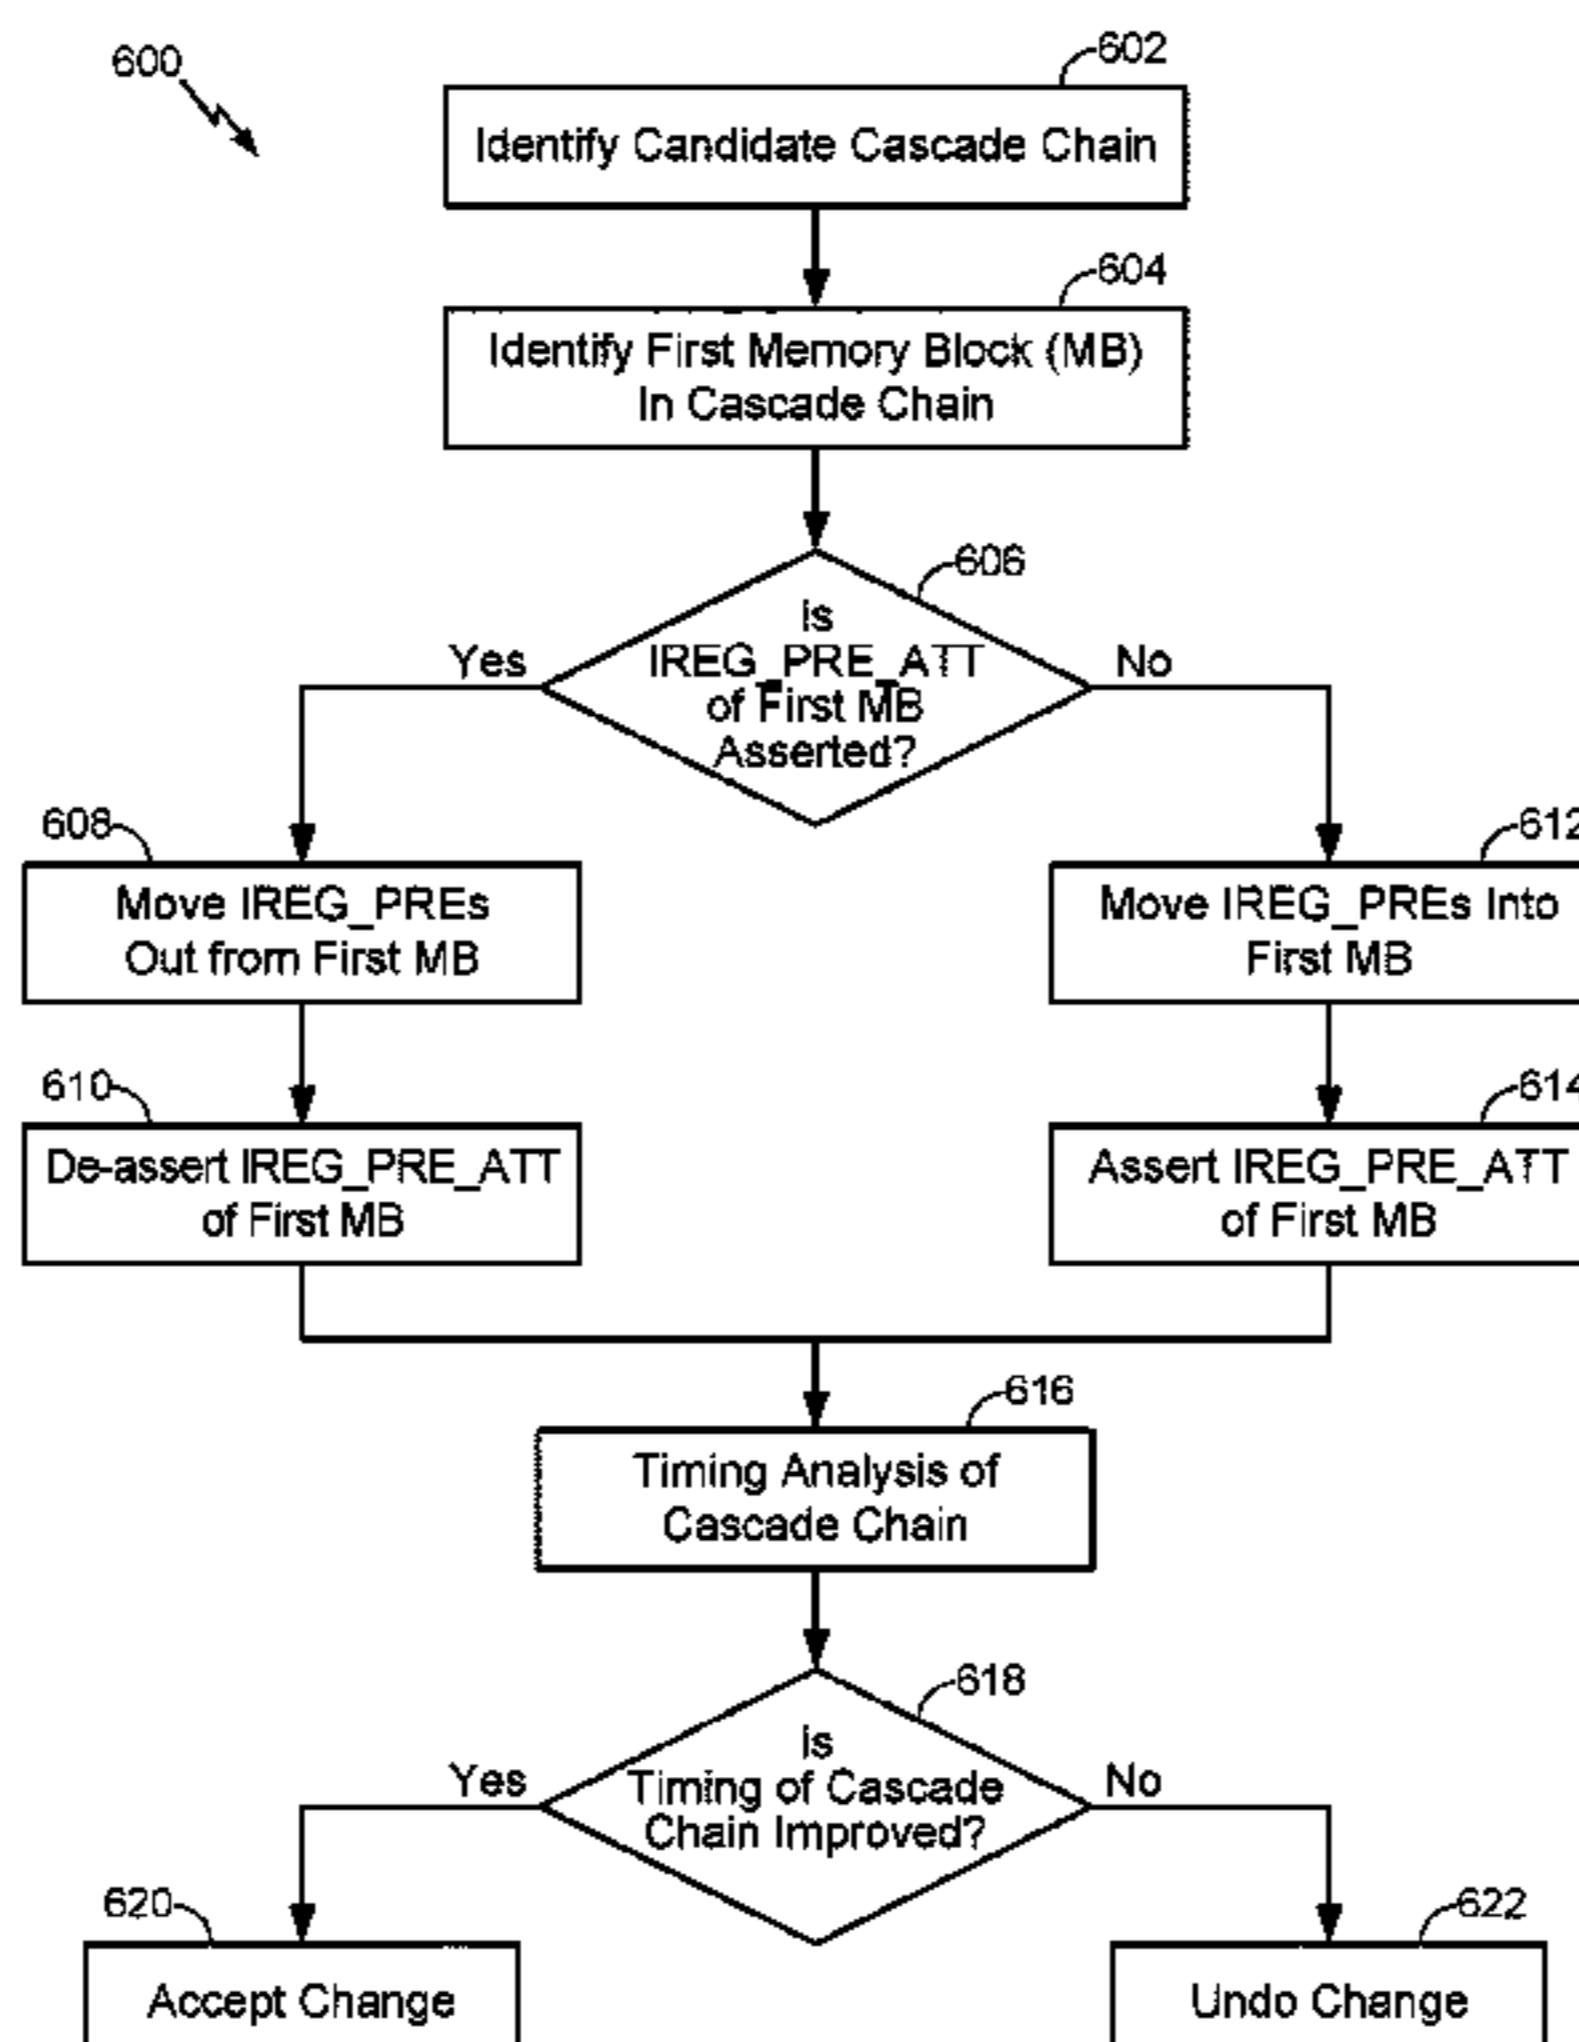 600
602
Identify Candidate Cascade Chain
604
Identify First Memory Block (MB)
In Cascade Chain
606
Is
IREG_PRE_ATT
of First MB
Asserted?
Yes
No
608
Move IREG_PREs
Out from First MB
612
Move IREG_PREs Into
First MB
610
De-assert IREG_PRE_ATT
of First MB
614
Assert IREG_PRE_ATT
of First MB
616
Timing Analysis of
Cascade Chain
618
Is
Timing of Cascade
Chain Improved?
Yes
No
620
Accept Change
622
Undo Change